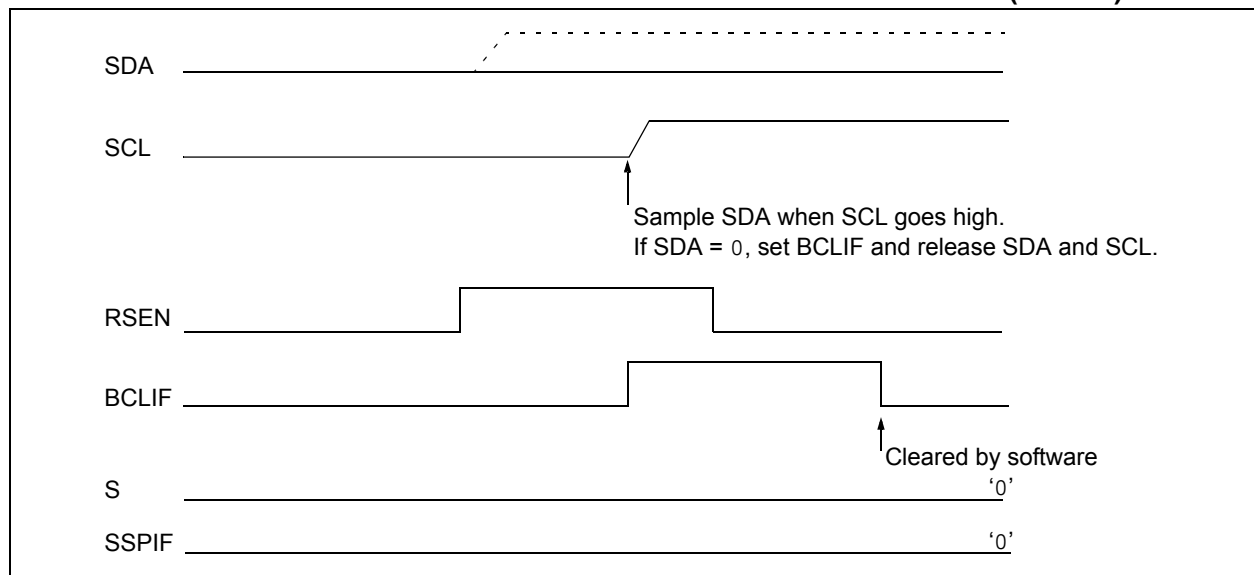 SDA
SCL
Sample SDA when SCL goes high.
If SDA = 0, set BCLIF and release SDA and SCL.
RSEN
BCLIF
Cleared by software
S
‘0’
SSPIF
‘0’